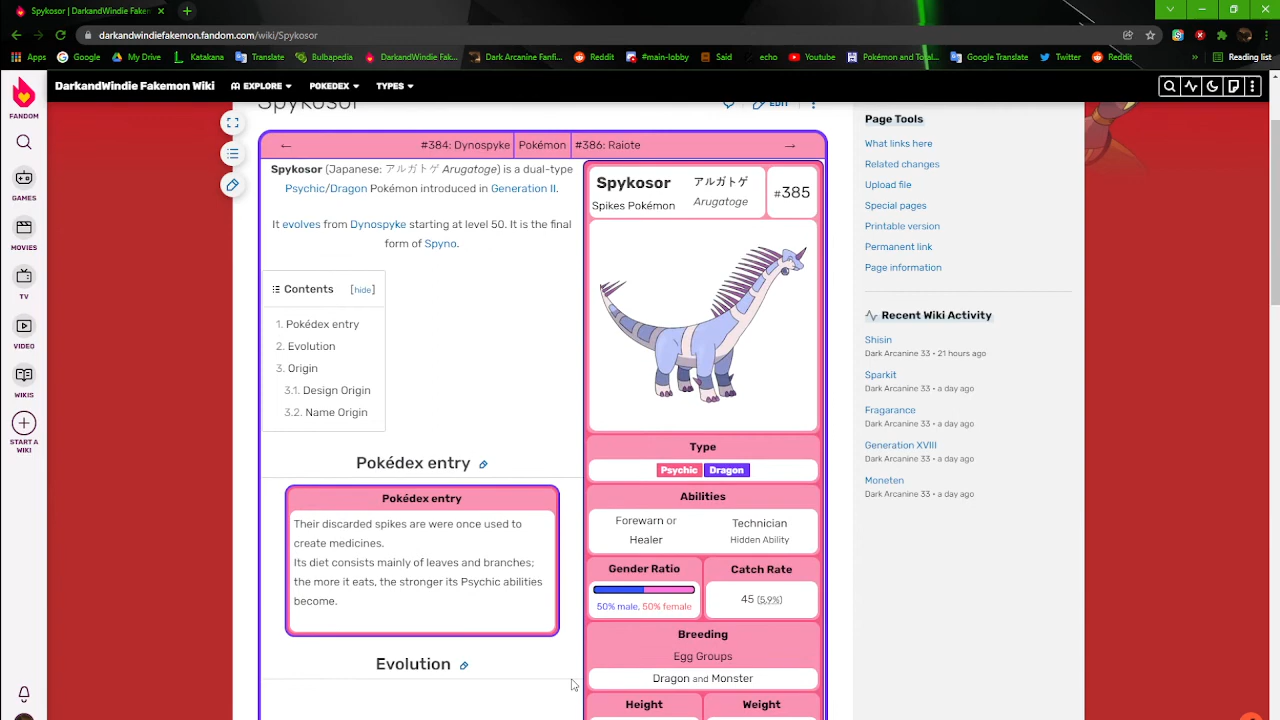 Spykosor | DarkandWindie Fakemon
darkandwindiefakemon.fandom.com/wiki/Spykosor
Apps Google My Drive Katakana Translate Bulbapedia DarkandWindie Fak... Dark Arcanine Fanfi... Reddit #main-lobby Said echo Youtube Pokémon and Total... Google Translate Twitter Reddit » Reading list
DarkandWindie Fakemon Wiki EXPLORE POKEDEX TYPES
FANDOM
GAMES
MOVIES
TV
VIDEO
WIKIS
START A
WIKI
Spykosor
EDIT
← #384: Dynospyke Pokémon #386: Raiote →
Spykosor (Japanese: アルガトゲ Arugatoge) is a dual-type
Psychic/Dragon Pokémon introduced in Generation II.
It evolves from Dynospyke starting at level 50. It is the final
form of Spyno.
Contents [hide]
1. Pokédex entry
2. Evolution
3. Origin
3.1. Design Origin
3.2. Name Origin
Pokédex entry
Pokédex entry
Their discarded spikes are were once used to
create medicines.
Its diet consists mainly of leaves and branches;
the more it eats, the stronger its Psychic abilities
become.
Evolution
Spykosor
Spikes Pokémon
アルガトゲ
Arugatoge
#385
Type
Psychic Dragon
Abilities
Forewarn or
Healer
Technician
Hidden Ability
Gender Ratio
50% male, 50% female
Catch Rate
45 (5.9%)
Breeding
Egg Groups
Dragon and Monster
Height Weight
Page Tools
What links here
Related changes
Upload file
Special pages
Printable version
Permanent link
Page information
Recent Wiki Activity
Shisin
Dark Arcanine 33 • 21 hours ago
Sparkit
Dark Arcanine 33 • a day ago
Fragarance
Dark Arcanine 33 • a day ago
Generation XVIII
Dark Arcanine 33 • a day ago
Moneten
Dark Arcanine 33 • a day ago